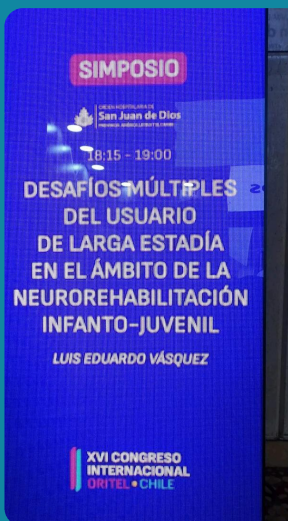 SIMPOSIO
ORDEN HOSPITALARIA DE
San Juan de Dios
18:15 - 19:00
DESAFÍOS MÚLTIPLES
DEL USUARIO
DE LARGA ESTADÍA
EN EL ÁMBITO DE LA
NEUROREHABILITACIÓN
INFANTO-JUVENIL
LUIS EDUARDO VÁSQUEZ
XVI CONGRESO
INTERNACIONAL
ORITEL • CHILE